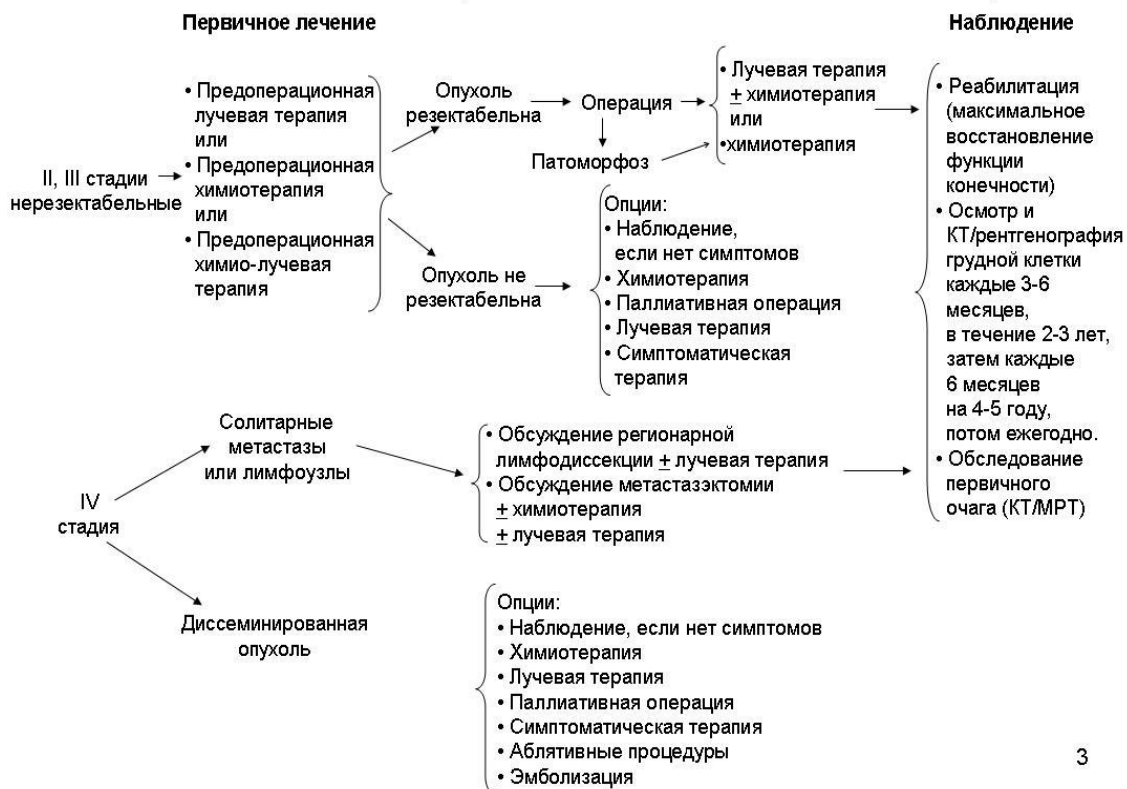 Первичное лечение
Наблюдение
II, III стадии
нерезектабельные
• Предоперационная
лучевая терапия
или
• Предоперационная
химиотерапия
или
• Предоперационная
химио-лучевая
терапия
Опухоль
резектабельна
Операция
Патоморфоз
• Лучевая терапия
± химиотерапия
или
•химиотерапия
Опухоль не
резектабельна
Опции:
• Наблюдение,
если нет симптомов
• Химиотерапия
• Паллиативная операция
• Лучевая терапия
• Симптоматическая
терапия
• Реабилитация
(максимальное
восстановление
функции
конечности)
• Осмотр и
КТ/рентгенография
грудной клетки
каждые 3-6
месяцев,
в течение 2-3 лет,
затем каждые
6 месяцев
на 4-5 году,
потом ежегодно.
• Обследование
первичного
очага (КТ/МРТ)
IV
стадия
Солитарные
метастазы
или лимфоузлы
• Обсуждение регионарной
лимфодиссекции ± лучевая терапия
• Обсуждение метастазэктомии
± химиотерапия
± лучевая терапия
Диссеминированная
опухоль
Опции:
• Наблюдение, если нет симптомов
• Химиотерапия
• Лучевая терапия
• Паллиативная операция
• Симптоматическая терапия
• Аблятивные процедуры
• Эмболизация
3